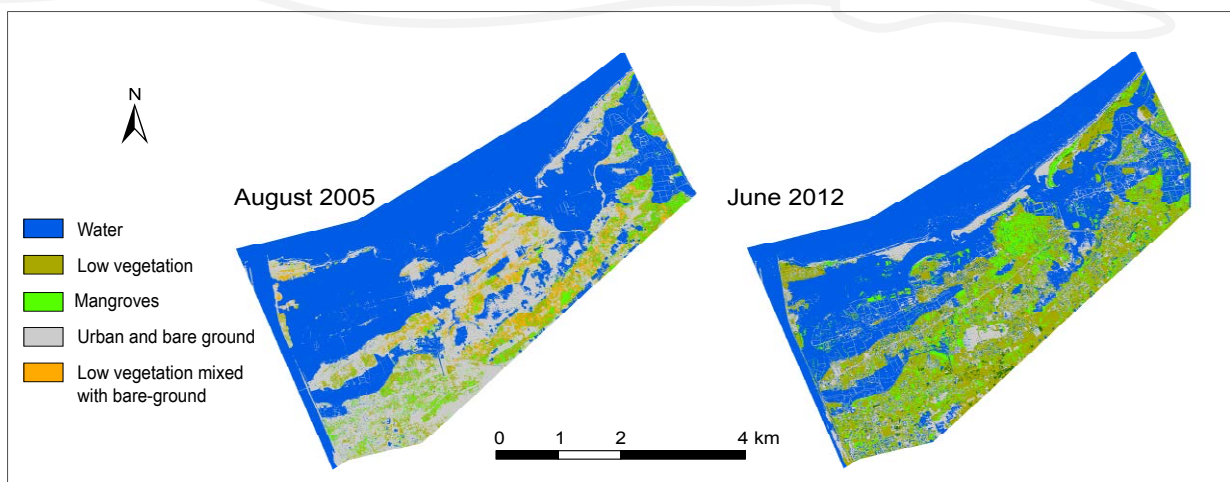 N
August 2005
June 2012
Water
Low vegetation
Mangroves
Urban and bare ground
Low vegetation mixed
with bare-ground
0 1 2 4 km